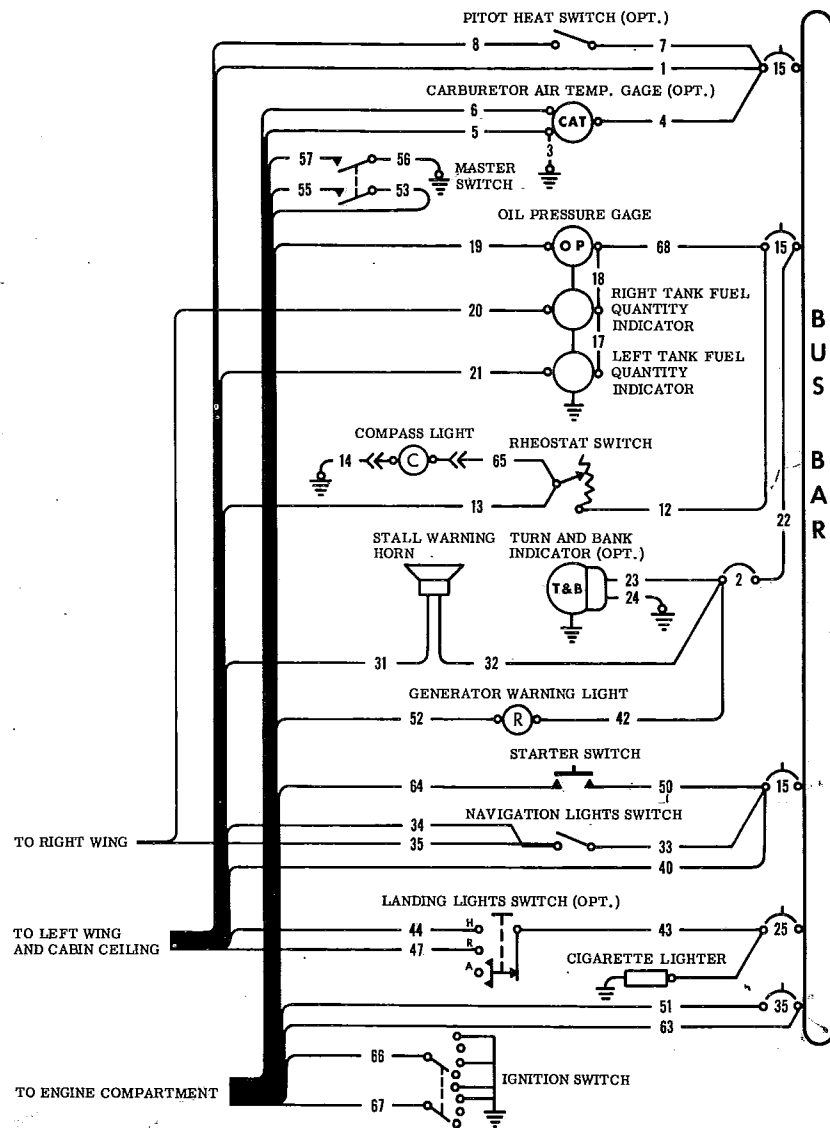 PITOT HEAT SWITCH (OPT.)
8
7
1
15
CARBURETOR AIR TEMP. GAGE (OPT.)
6
CAT
4
5
3
57
56
MASTER
SWITCH
55
53
OIL PRESSURE GAGE
19
O P
68
15
18
20
RIGHT TANK FUEL
QUANTITY
INDICATOR
17
21
LEFT TANK FUEL
QUANTITY
INDICATOR
BUS BAR
COMPASS LIGHT
RHEOSTAT SWITCH
14
C
65
13
12
22
STALL WARNING
HORN
TURN AND BANK
INDICATOR (OPT.)
T&B
23
24
2
31
32
GENERATOR WARNING LIGHT
52
R
42
STARTER SWITCH
64
50
15
NAVIGATION LIGHTS SWITCH
34
TO RIGHT WING
35
33
40
LANDING LIGHTS SWITCH (OPT.)
TO LEFT WING
AND CABIN CEILING
44
H
43
25
47
R
A
CIGARETTE LIGHTER
51
35
63
66
TO ENGINE COMPARTMENT
IGNITION SWITCH
67